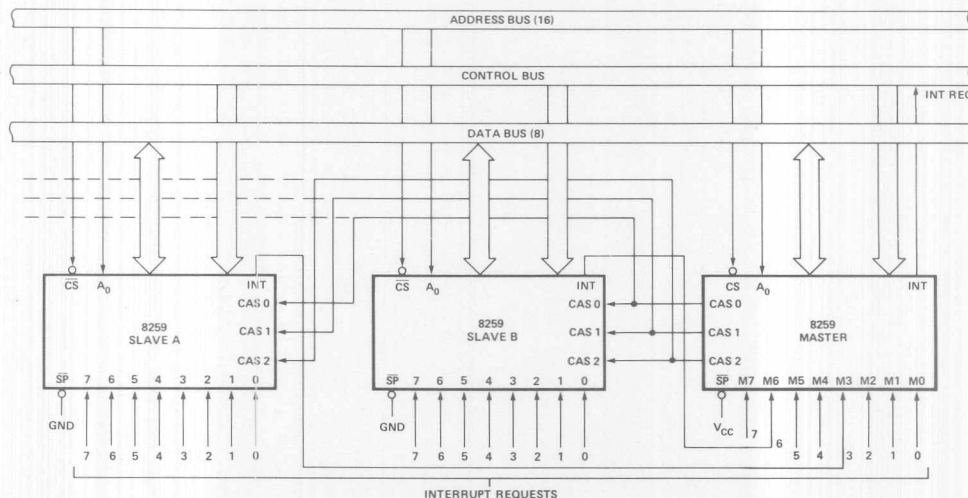 ADDRESS BUS (16)
CONTROL BUS
INT REQ
DATA BUS (8)
CS A0 INT
CAS 0
8259
SLAVE A
CAS 1
CAS 2
SP 7 6 5 4 3 2 1 0
GND
7 6 5 4 3 2 1 0
CS A0 INT
CAS 0
8259
SLAVE B
CAS 1
CAS 2
SP 7 6 5 4 3 2 1 0
GND
7 6 5 4 3 2 1 0
CS A0 INT
CAS 0
8259
MASTER
CAS 1
CAS 2
SP M7 M6 M5 M4 M3 M2 M1 M0
VCC
7 6 5 4 3 2 1 0
INTERRUPT REQUESTS